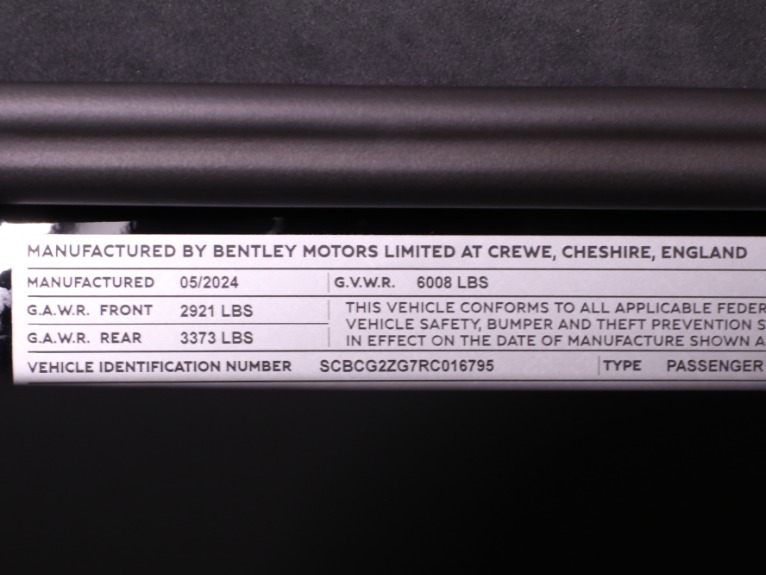 MANUFACTURED BY BENTLEY MOTORS LIMITED AT CREWE, CHESHIRE, ENGLAND
MANUFACTURED 05/2024 G.V.W.R. 6008 LBS
G.A.W.R. FRONT 2921 LBS
G.A.W.R. REAR 3373 LBS
THIS VEHICLE CONFORMS TO ALL APPLICABLE FEDER
VEHICLE SAFETY, BUMPER AND THEFT PREVENTION S
IN EFFECT ON THE DATE OF MANUFACTURE SHOWN A
VEHICLE IDENTIFICATION NUMBER SCBCG2ZG7RC016795 TYPE PASSENGER